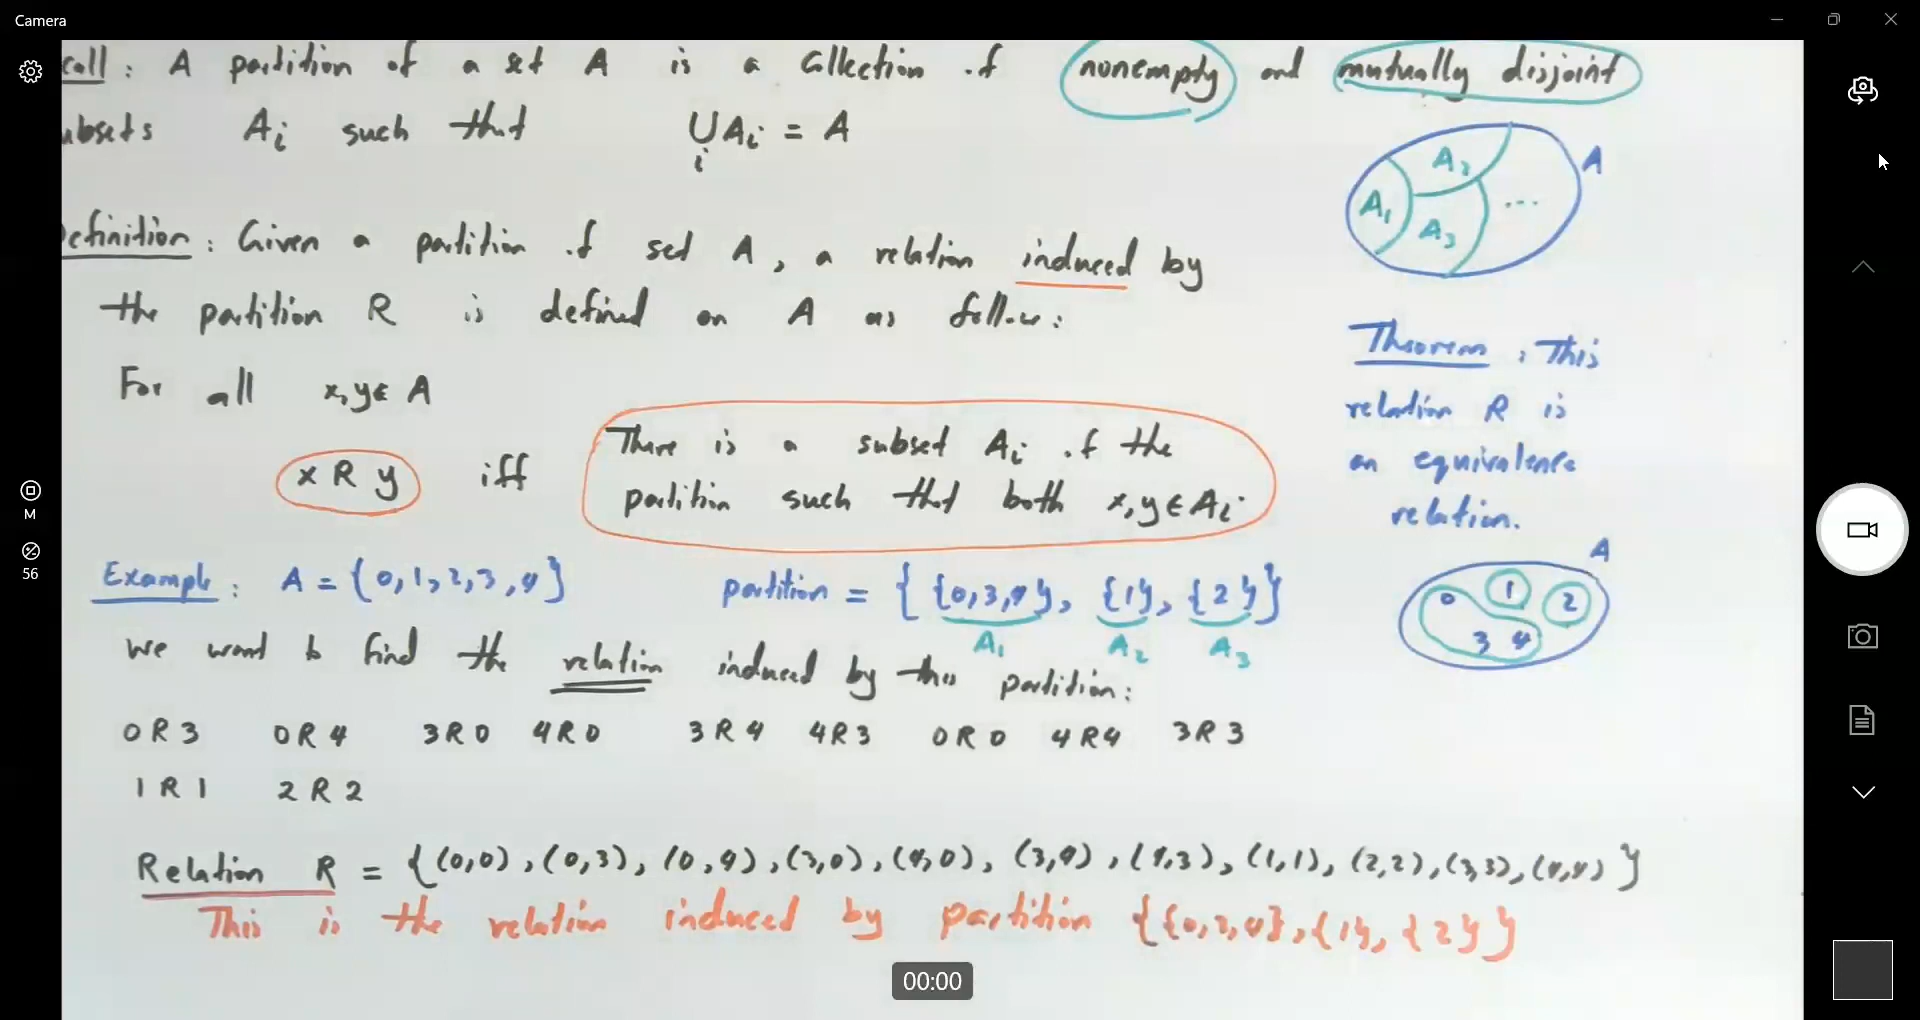 Camera
call : A partition of a set A is a collection of nonempty and mutually disjoint
ubsets Ai such that ∪Ai = A
i
A1 A2 A3 ... A
efinition : Given a partition of set A, a relation induced by
the partition R is defined on A as follow:
For all x,y∈ A
x R y iff There is a subset Ai of the
partition such that both x,y ∈ Ai.
Theorem : This
relation R is
an equivalence
relation.
Example : A = {0,1,2,3,4} partition = { {0,3,4}, {1}, {2} }
A1 A2 A3
A
0 1 2
3 4
We want to find the relation induced by this partition:
0 R 3 0 R 4 3 R 0 4 R 0 3 R 4 4 R 3 0 R 0 4 R 4 3 R 3
1 R 1 2 R 2
Relation R = {(0,0), (0,3), (0,4), (3,0), (4,0), (3,4), (4,3), (1,1), (2,2), (3,3), (4,4)}
This is the relation induced by partition {{0,3,4},{1},{2}}
M
56
00:00